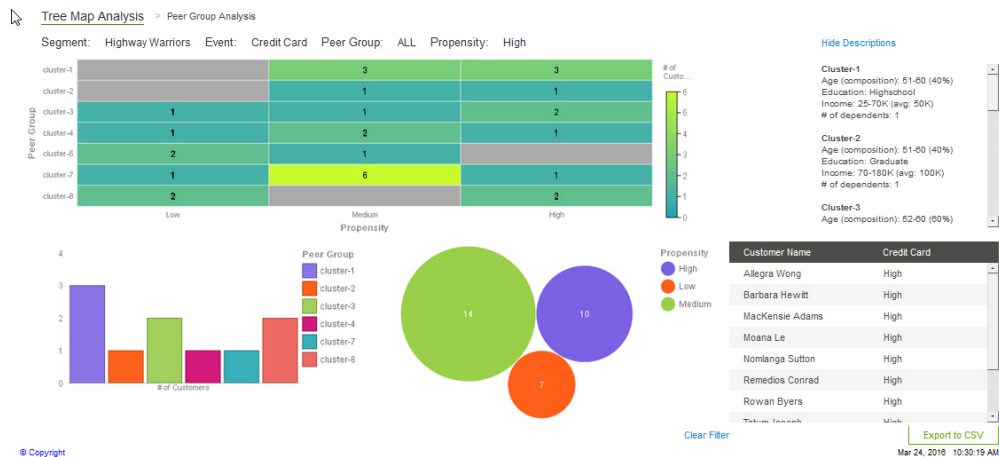 Tree Map Analysis > Peer Group Analysis
Segment: Highway Warriors Event: Credit Card Peer Group: ALL Propensity: High
Hide Descriptions
Peer Group
cluster-1 3 3
cluster-2 1 1
cluster-3 1 1 2
cluster-4 1 2 1
cluster-5 2 1
cluster-7 1 6 1
cluster-8 2 2
Low Medium High
Propensity
# of
Custo...
6
5
4
3
2
1
0
Cluster-1
Age (composition): 51-60 (40%)
Education: Highschool
Income: 25-70K (avg: 50K)
# of dependents: 1
Cluster-2
Age (composition): 51-60 (40%)
Education: Graduate
Income: 70-180K (avg: 100K)
# of dependents: 1
Cluster-3
Age (composition): 52-60 (60%)
4
3
2
1
0
# of Customers
Peer Group
cluster-1
cluster-2
cluster-3
cluster-4
cluster-7
cluster-8
14
10
7
Propensity
High
Low
Medium
Customer Name Credit Card
Allegra Wong High
Barbara Hewitt High
MacKensie Adams High
Moana Le High
Nomlanga Sutton High
Remedios Conrad High
Rowan Byers High
Tatum Joseph High
Clear Filter
Export to CSV
© Copyright
Mar 24, 2016 10:30:19 AM